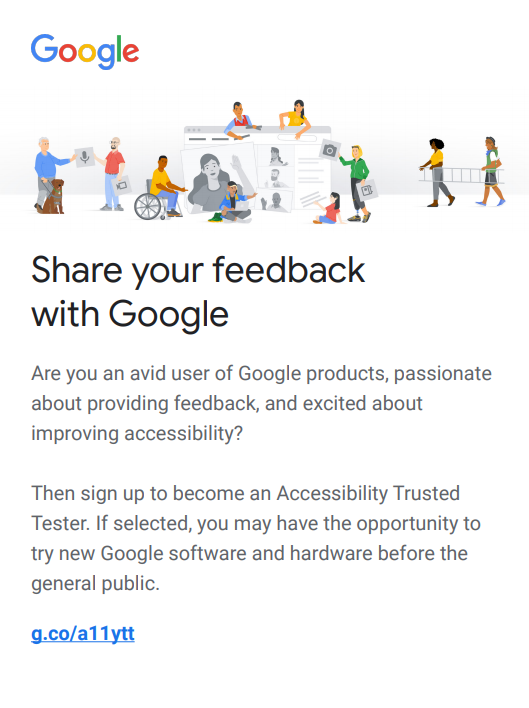 Google
Share your feedback
with Google
Are you an avid user of Google products, passionate
about providing feedback, and excited about
improving accessibility?
Then sign up to become an Accessibility Trusted
Tester. If selected, you may have the opportunity to
try new Google software and hardware before the
general public.
g.co/a11ytt